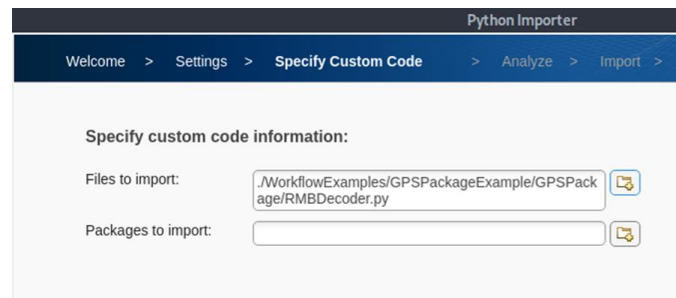 Python Importer
Welcome > Settings > Specify Custom Code > Analyze > Import >
Specify custom code information:
Files to import:
./WorkflowExamples/GPSPackageExample/GPSPack
age/RMBDecoder.py
Packages to import: